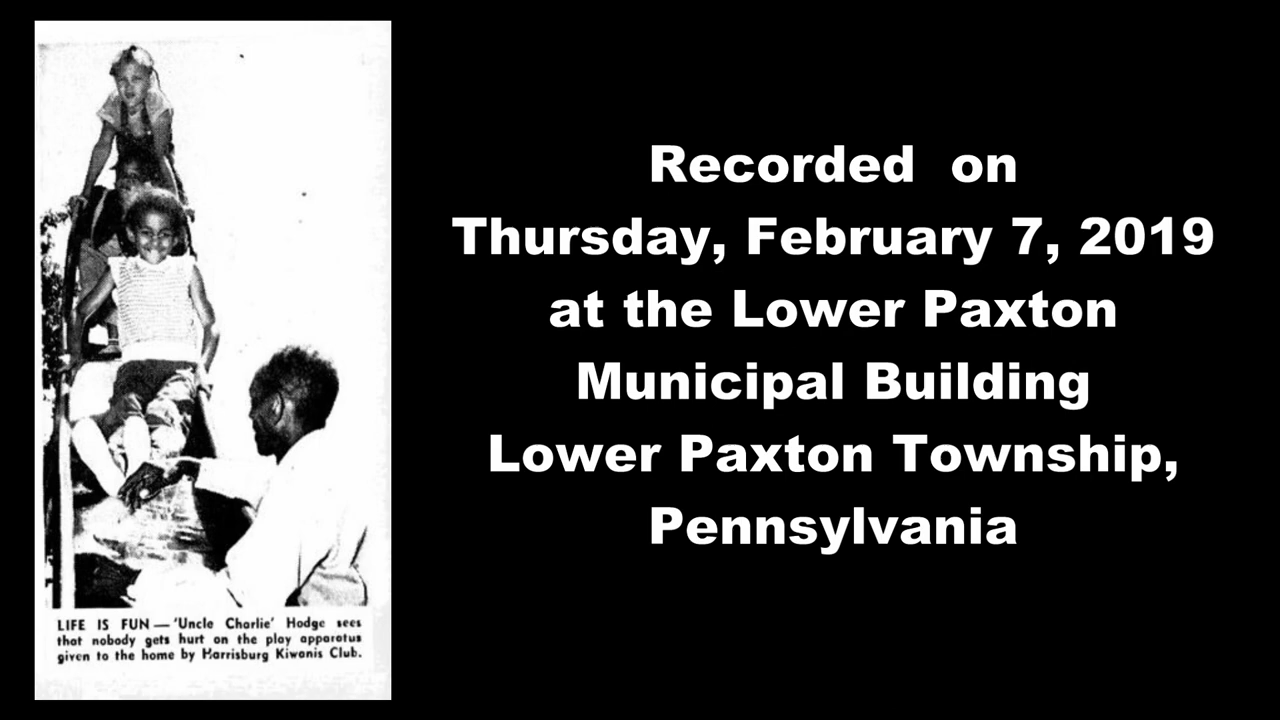 Recorded  on
Thursday, February 7, 2019
at the Lower Paxton
Municipal Building
Lower Paxton Township,
Pennsylvania
LIFE IS FUN — 'Uncle Charlie' Hodge sees
that nobody gets hurt on the play apparatus
given to the home by Harrisburg Kiwanis Club.